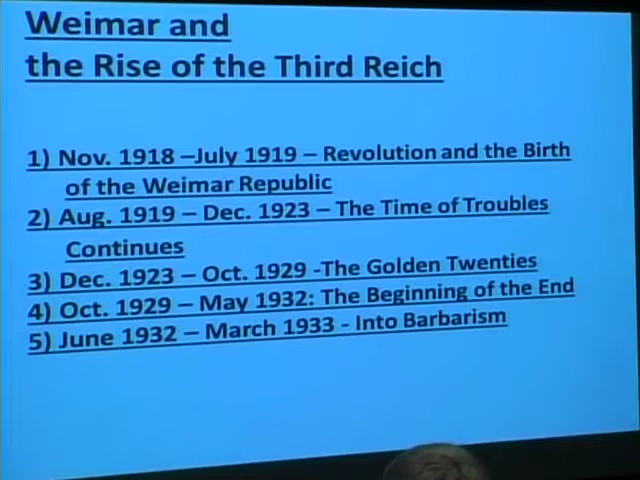 Weimar and
the Rise of the Third Reich
1) Nov. 1918 –July 1919 – Revolution and the Birth
of the Weimar Republic
2) Aug. 1919 – Dec. 1923 – The Time of Troubles
Continues
3) Dec. 1923 – Oct. 1929 -The Golden Twenties
4) Oct. 1929 – May 1932: The Beginning of the End
5) June 1932 – March 1933 - Into Barbarism